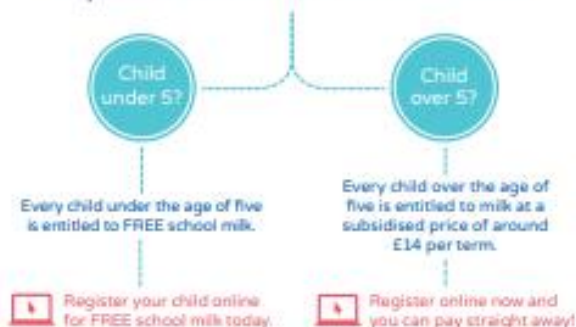 Child
under 5?
Child
over 5?
Every child under the age of five
is entitled to FREE school milk.
Every child over the age of
five is entitled to milk at a
subsidised price of around
£14 per term.
Register your child online
for FREE school milk today.
Register online now and
you can pay straight away!